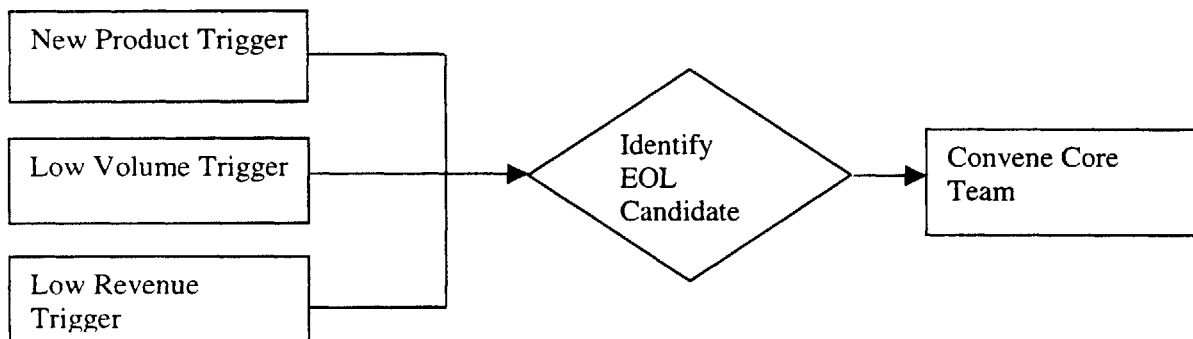 New Product Trigger
Low Volume Trigger
Low Revenue
Trigger
Identify
EOL
Candidate
Convene Core
Team